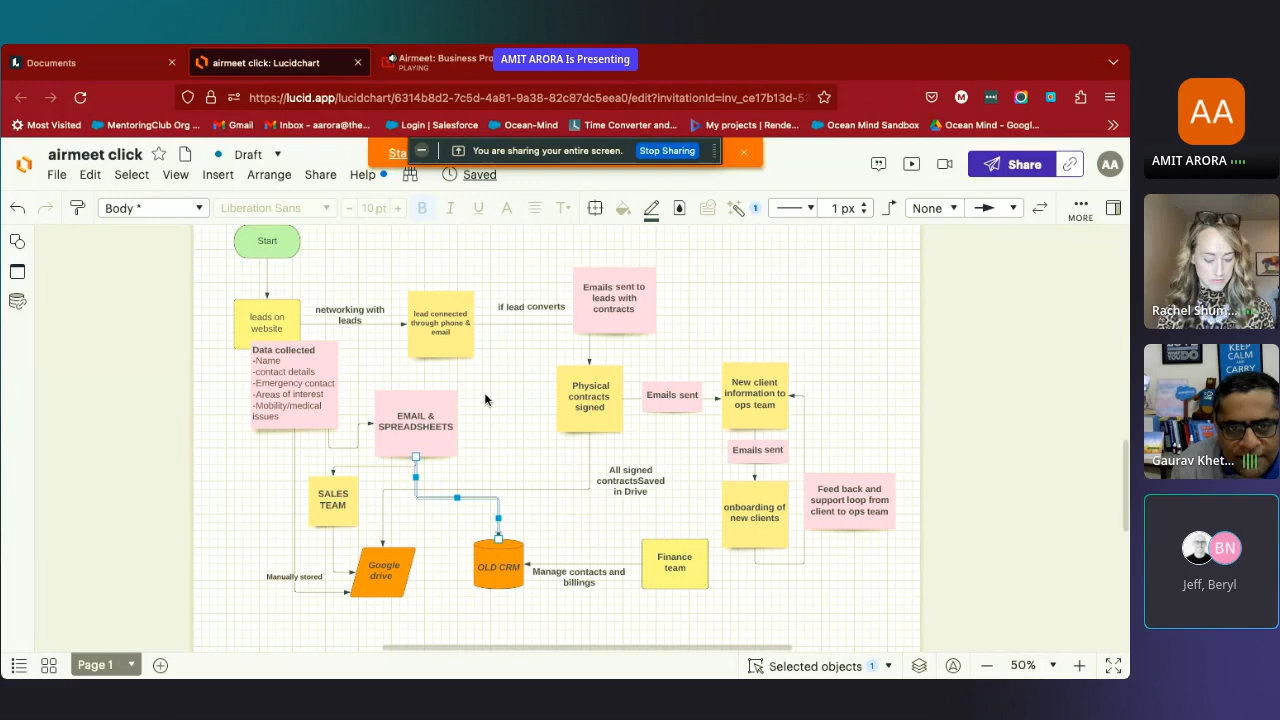 AMIT ARORA Is Presenting
Documents
airmeet click: Lucidchart
Airmeet: Business Pro
PLAYING
https://lucid.app/lucidchart/6314b8d2-7c5d-4a81-9a38-82c87dc5eea0/edit?invitationId=inv_ce17b13d-52
Most Visited
MentoringClub Org ...
Gmail
Inbox - aarora@the...
Login | Salesforce
Ocean-Mind
Time Converter and...
My projects | Rende...
Ocean Mind Sandbox
Ocean Mind - Googl...
airmeet click
Draft
Sta
You are sharing your entire screen.
Stop Sharing
Share
AA
File
Edit
Select
View
Insert
Arrange
Share
Help
Saved
Body *
Liberation Sans
10 pt
B
I
U
A
T
1
1 px
None
MORE
Start
leads on
website
networking with
leads
lead connected
through phone &
email
if lead converts
Emails sent to
leads with
contracts
Data collected
-Name
-contact details
-Emergency contact
-Areas of interest
-Mobility/medical
issues
EMAIL &
SPREADSHEETS
Physical
contracts
signed
Emails sent
New client
information to
ops team
Emails sent
SALES
TEAM
All signed
contractsSaved
in Drive
onboarding of
new clients
Feed back and
support loop from
client to ops team
Manually stored
Google
drive
OLD CRM
Manage contacts and
billings
Finance
team
Page 1
Selected objects
1
50%
AA
AMIT ARORA
Rachel Shum...
LOVE DO
KEEP
CALM
AND
Gaurav Khet...
BN
Jeff, Beryl